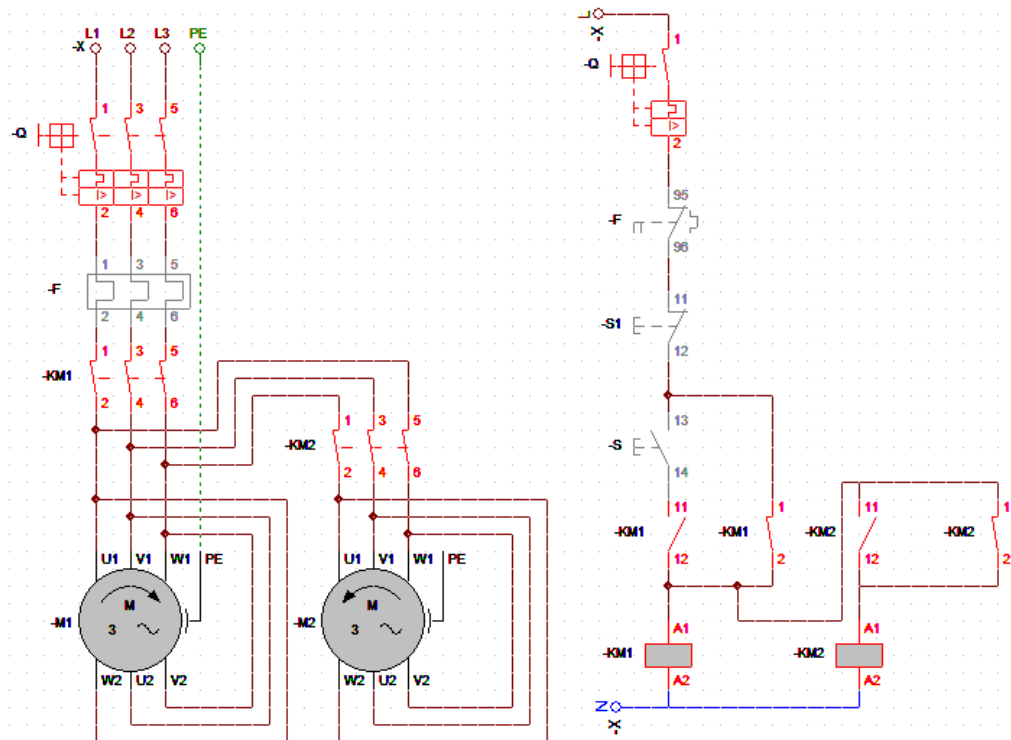 L1 L2 L3 PE
-X
1 3 5
-Q
I> I> I>
2 4 6
1 3 5
-F
2 4 6
1 3 5
-KM1
2 4 6
1 3 5
-KM2
2 4 6
U1 V1 W1 PE
M
3
-M1
W2 U2 V2
U1 V1 W1 PE
M
3
-M2
W2 U2 V2
L
-X
1
-Q
I>
2
95
-F
96
11
-S1
12
13
-S
14
11
-KM1
12
1
-KM1
2
11
-KM2
12
1
-KM2
2
A1
-KM1
A2
A1
-KM2
A2
N
-X